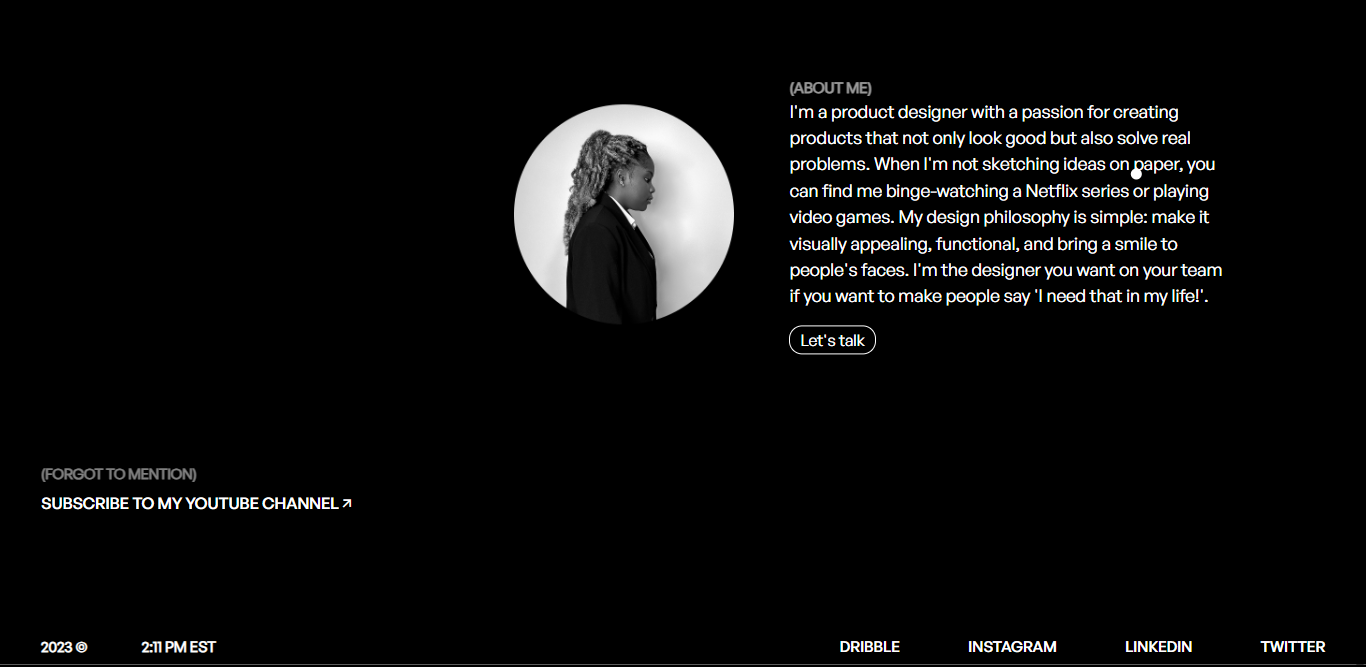 (ABOUT ME)
I'm a product designer with a passion for creating
products that not only look good but also solve real
problems. When I'm not sketching ideas on paper, you
can find me binge-watching a Netflix series or playing
video games. My design philosophy is simple: make it
visually appealing, functional, and bring a smile to
people's faces. I'm the designer you want on your team
if you want to make people say 'I need that in my life!'.
Let's talk
(FORGOT TO MENTION)
SUBSCRIBE TO MY YOUTUBE CHANNEL ↗
2023 © 2:11 PM EST DRIBBLE INSTAGRAM LINKEDIN TWITTER